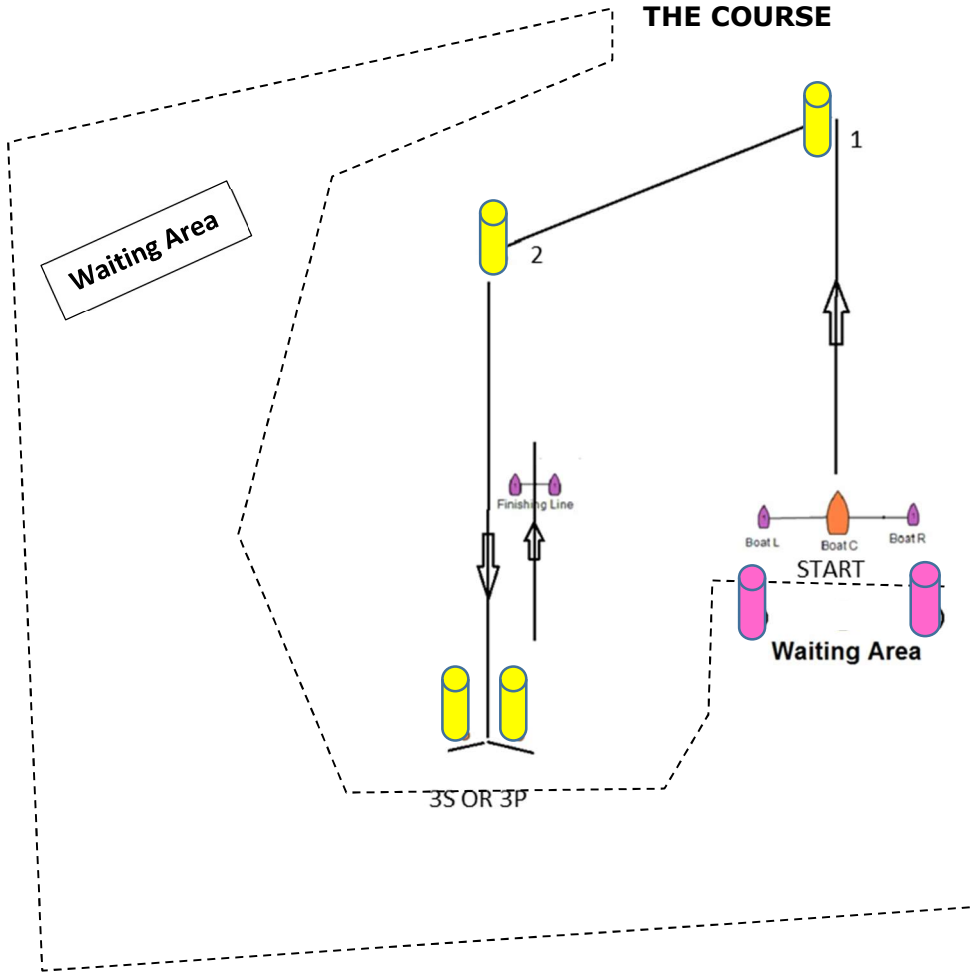 THE COURSE
1
Waiting Area
2
Finishing Line
Boat L
Boat C
Boat R
START
Waiting Area
3S OR 3P